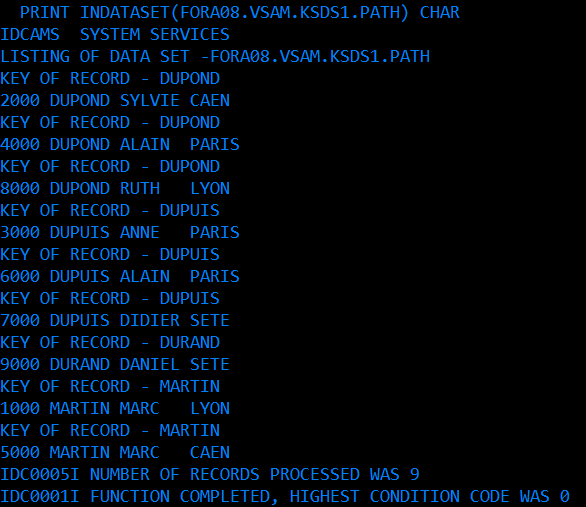 PRINT INDATASET(FORA08.VSAM.KSDS1.PATH) CHAR
IDCAMS  SYSTEM SERVICES
LISTING OF DATA SET -FORA08.VSAM.KSDS1.PATH
KEY OF RECORD - DUPOND
2000 DUPOND SYLVIE CAEN
KEY OF RECORD - DUPOND
4000 DUPOND ALAIN  PARIS
KEY OF RECORD - DUPOND
8000 DUPOND RUTH   LYON
KEY OF RECORD - DUPUIS
3000 DUPUIS ANNE   PARIS
KEY OF RECORD - DUPUIS
6000 DUPUIS ALAIN  PARIS
KEY OF RECORD - DUPUIS
7000 DUPUIS DIDIER SETE
KEY OF RECORD - DURAND
9000 DURAND DANIEL SETE
KEY OF RECORD - MARTIN
1000 MARTIN MARC   LYON
KEY OF RECORD - MARTIN
5000 MARTIN MARC   CAEN
IDC0005I NUMBER OF RECORDS PROCESSED WAS 9
IDC0001I FUNCTION COMPLETED, HIGHEST CONDITION CODE WAS 0